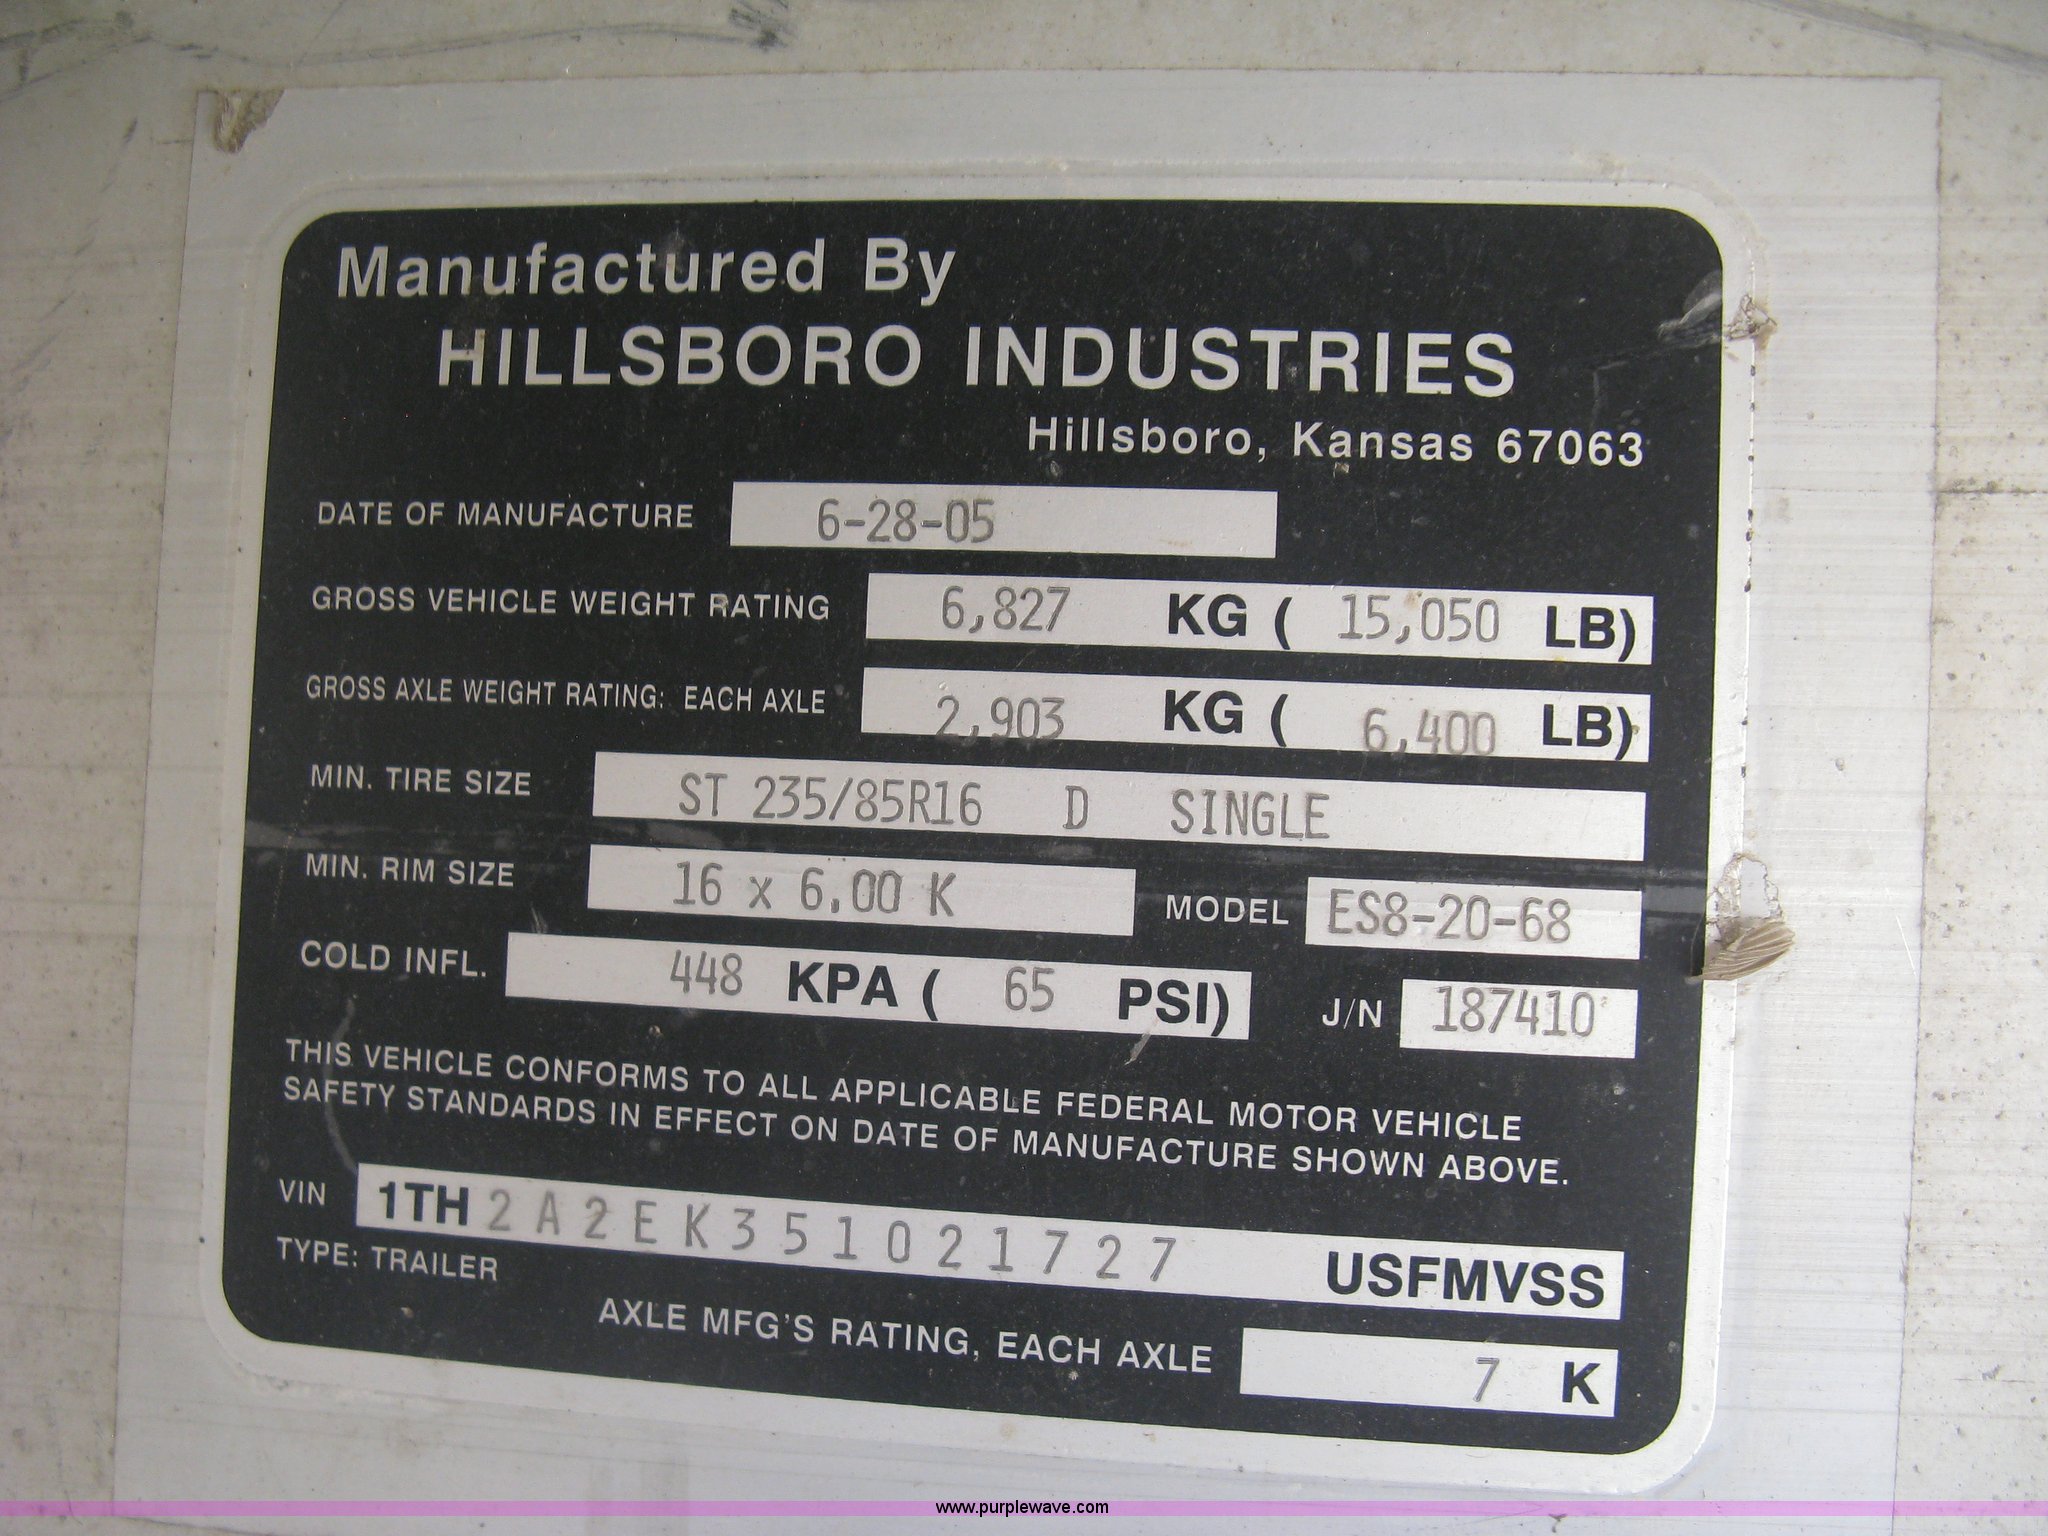 Manufactured By
HILLSBORO INDUSTRIES
Hillsboro, Kansas 67063
DATE OF MANUFACTURE 6-28-05
GROSS VEHICLE WEIGHT RATING 6,827 KG ( 15,050 LB)
GROSS AXLE WEIGHT RATING: EACH AXLE 2,903 KG ( 6,400 LB)
MIN. TIRE SIZE ST 235/85R16 D SINGLE
MIN. RIM SIZE 16 x 6.00 K MODEL ES8-20-68
COLD INFL. 448 KPA ( 65 PSI) J/N 187410
THIS VEHICLE CONFORMS TO ALL APPLICABLE FEDERAL MOTOR VEHICLE
SAFETY STANDARDS IN EFFECT ON DATE OF MANUFACTURE SHOWN ABOVE.
VIN 1TH2A2EK351021727 USFMVSS
TYPE: TRAILER
AXLE MFG'S RATING, EACH AXLE 7 K
www.purplewave.com